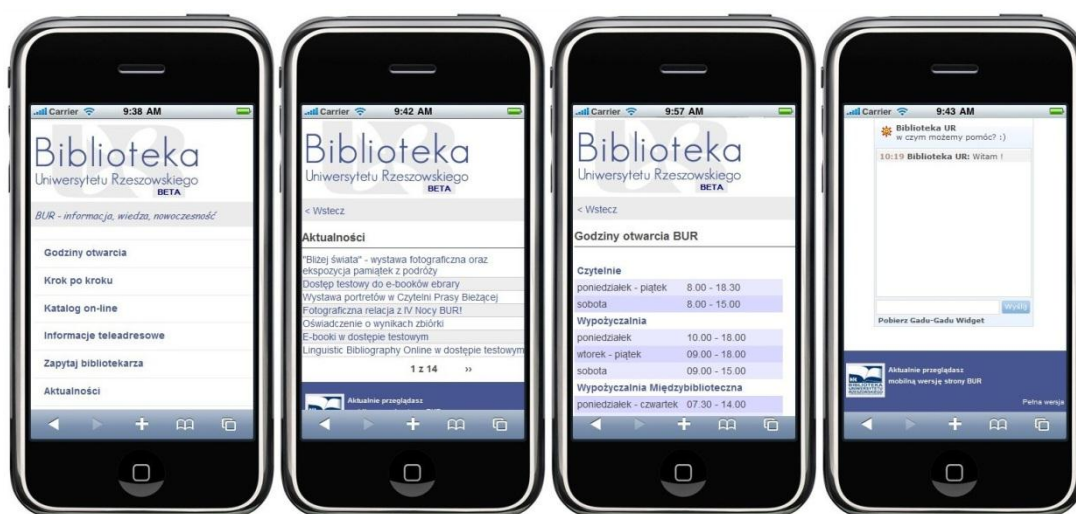 Carrier 9:38 AM
Biblioteka
Uniwersytetu Rzeszowskiego
BETA
BUR - informacja, wiedza, nowoczesność
Godziny otwarcia
Krok po kroku
Katalog on-line
Informacje teleadresowe
Zapytaj bibliotekarza
Aktualności
Carrier 9:42 AM
Biblioteka
Uniwersytetu Rzeszowskiego
BETA
< Wstecz
Aktualności
"Bliżej świata" - wystawa fotograficzna oraz
ekspozycja pamiątek z podróży
Dostęp testowy do e-booków ebrary
Wystawa portretów w Czytelni Prasy Bieżącej
Fotograficzna relacja z IV Nocy BUR!
Oświadczenie o wynikach zbiórki
E-booki w dostępie testowym
Linguistic Bibliography Online w dostępie testowym
1 z 14 »
Aktualnie przeglądasz
Carrier 9:57 AM
Biblioteka
Uniwersytetu Rzeszowskiego
BETA
< Wstecz
Godziny otwarcia BUR
Czytelnie
poniedziałek - piątek 8.00 - 18.30
sobota 8.00 - 15.00
Wypożyczalnia
poniedziałek 10.00 - 18.00
wtorek - piątek 09.00 - 18.00
sobota 09.00 - 15.00
Wypożyczalnia Międzybiblioteczna
poniedziałek - czwartek 07.30 - 14.00
Carrier 9:43 AM
Biblioteka UR
w czym możemy pomóc? :)
10:19 Biblioteka UR: Witam !
Wyślij
Pobierz Gadu-Gadu Widget
Aktualnie przeglądasz
mobilną wersję strony BUR
Pełna wersja